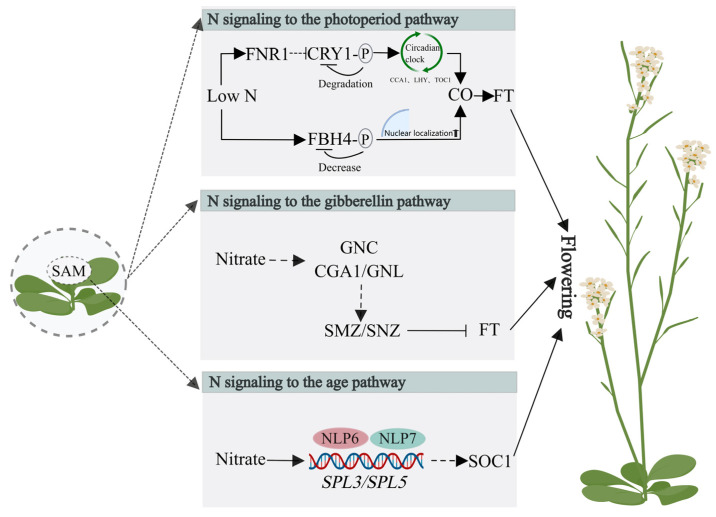 N signaling to the photoperiod pathway
FNR1
CRY1-P
Circadian
clock
Degradation
CCA1、LHY、TOC1
Low N
CO
FT
FBH4-P
Nuclear localization
Decrease
N signaling to the gibberellin pathway
Nitrate
GNC
CGA1/GNL
SMZ/SNZ
FT
SAM
Flowering
N signaling to the age pathway
NLP6
NLP7
Nitrate
SOC1
SPL3/SPL5